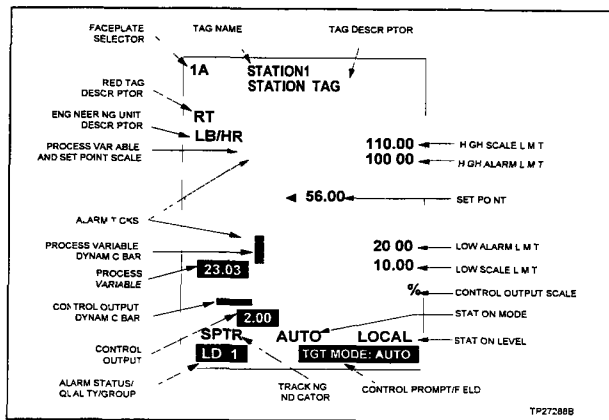 FACEPLATE
SELECTOR
TAG NAME
TAG DESCR PTOR
1A
STATION1
STATION TAG
RED TAG
DESCR PTOR
RT
ENG NEER NG UNIT
DESCR PTOR
LB/HR
PROCESS VAR ABLE
AND SET POINT SCALE
110.00
H GH SCALE L M T
100 00
H GH ALARM L M T
56.00
SET PO NT
ALARM T CKS
PROCESS VARIABLE
DYNAM C BAR
20 00
LOW ALARM L M T
PROCESS
VARIABLE
23.03
10.00
LOW SCALE L M T
%
CONTROL OUTPUT SCALE
CONTROL OUTPUT
DYNAM C BAR
2.00
STAT ON MODE
CONTROL
OUTPUT
SPTR
AUTO
LOCAL
STAT ON LEVEL
LD 1
TGT MODE: AUTO
ALARM STATUS/
QUAL TY/GROUP
TRACK NG
ND CATOR
CONTROL PROMPT/F ELD
TP27288B